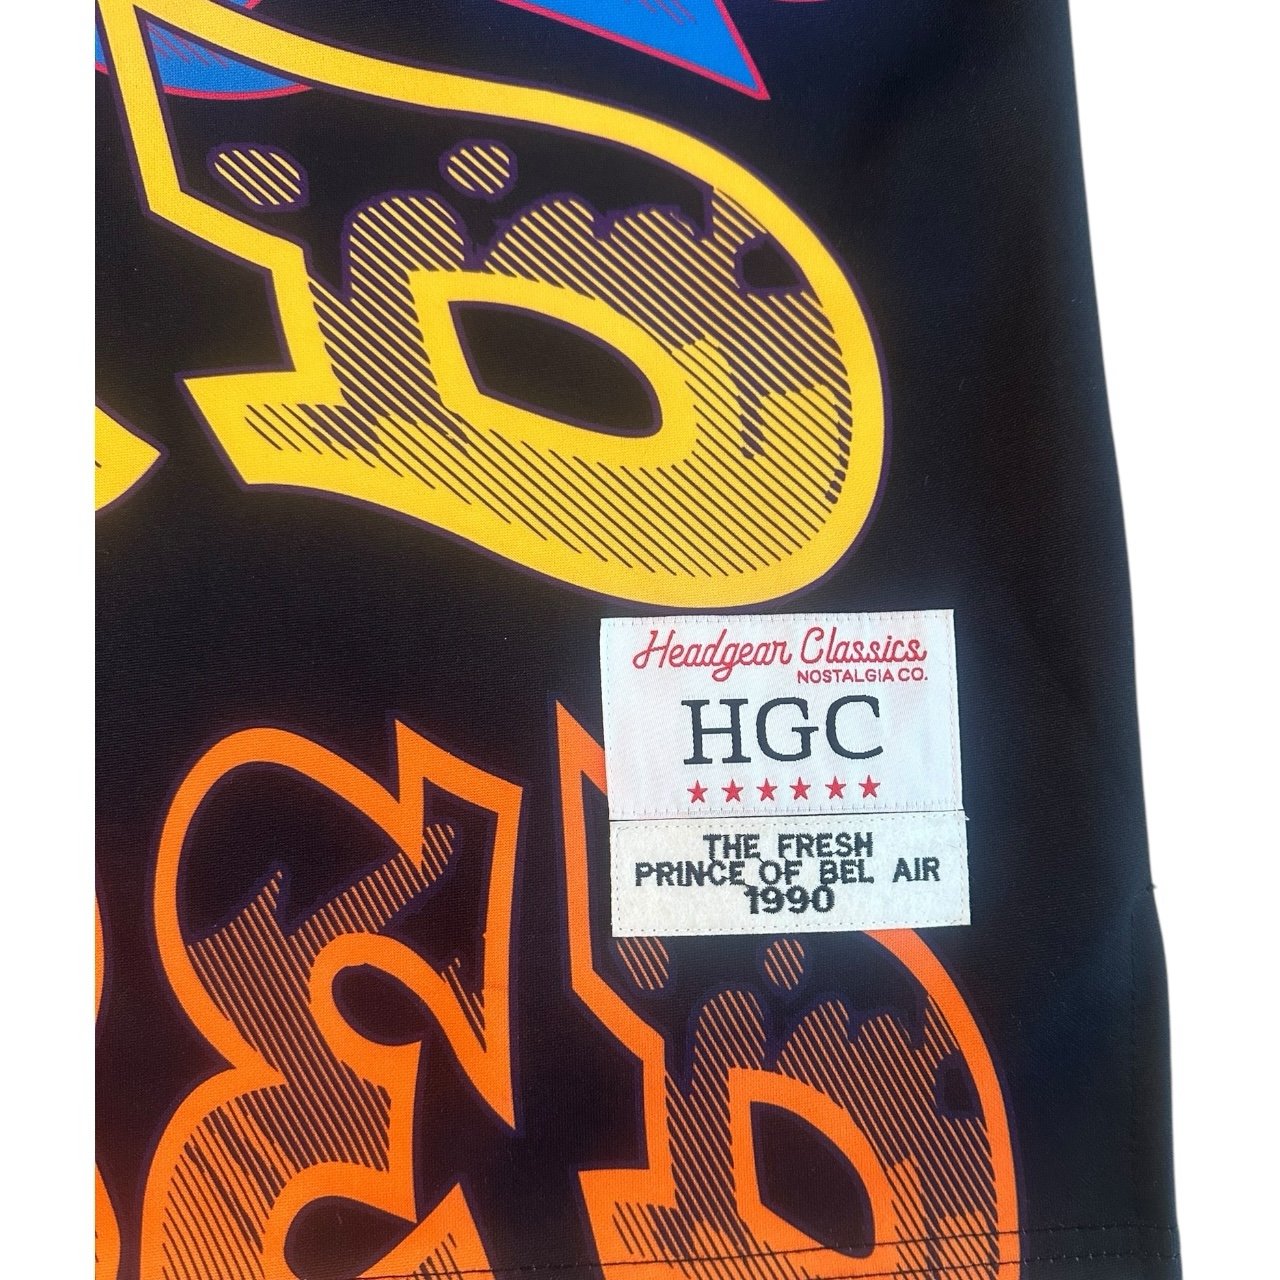 Headgear Classics
NOSTALGIA CO.
HGC
THE FRESH
PRINCE OF BEL AIR
1990